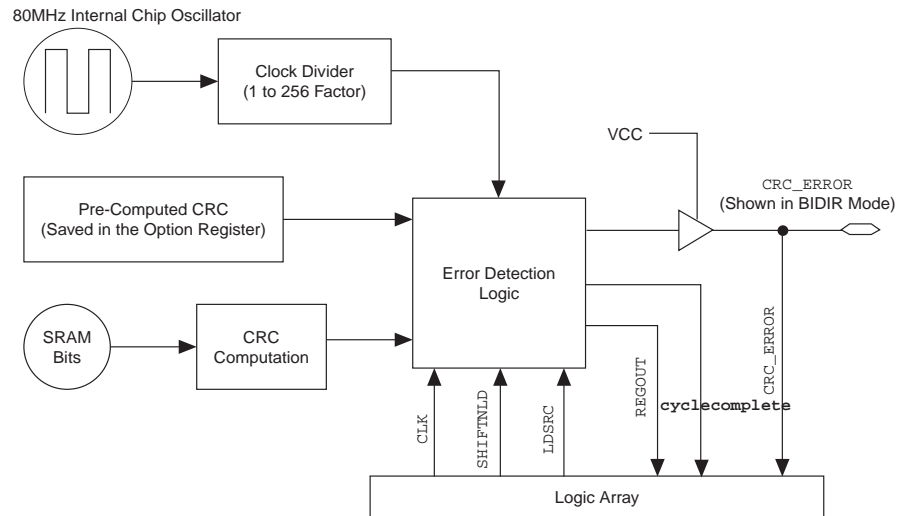 80MHz Internal Chip Oscillator
Clock Divider
(1 to 256 Factor)
VCC
CRC_ERROR
(Shown in BIDIR Mode)
Pre-Computed CRC
(Saved in the Option Register)
Error Detection
Logic
SRAM
Bits
CRC
Computation
CLK
SHIFTNLD
LDSRC
REGOUT
cyclecomplete
CRC_ERROR
Logic Array